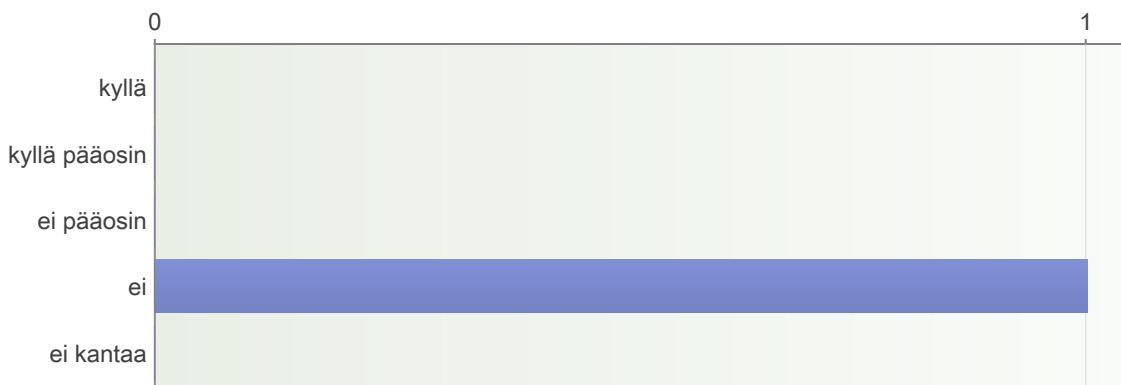 0 1
kyllä
kyllä pääosin
ei pääosin
ei
ei kantaa